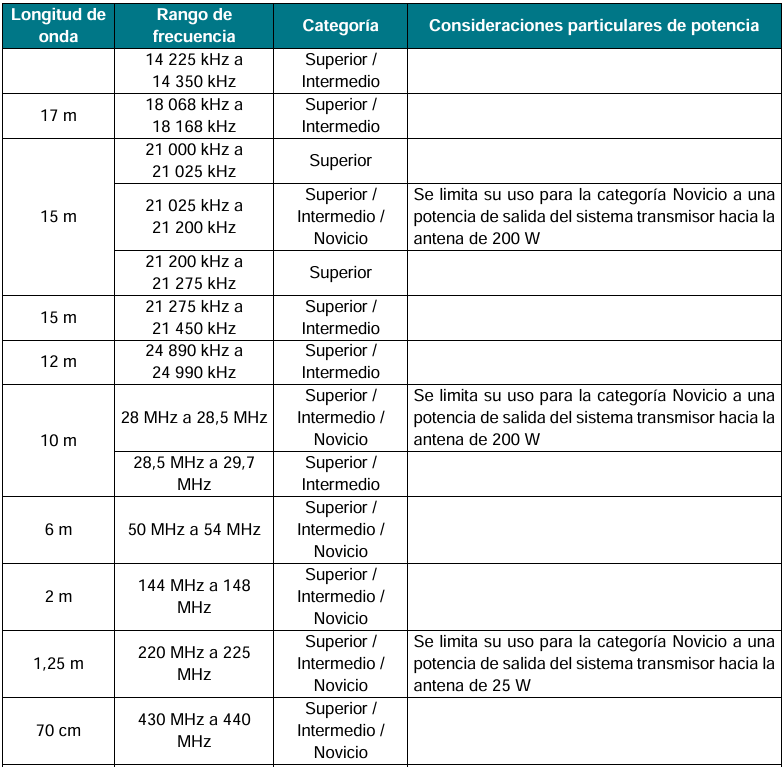 Longitud de onda | Rango de frecuencia | Categoría | Consideraciones particulares de potencia
14 225 kHz a
14 350 kHz
Superior /
Intermedio
17 m
18 068 kHz a
18 168 kHz
Superior /
Intermedio
15 m
21 000 kHz a
21 025 kHz
Superior
21 025 kHz a
21 200 kHz
Superior /
Intermedio /
Novicio
Se limita su uso para la categoría Novicio a una
potencia de salida del sistema transmisor hacia la
antena de 200 W
21 200 kHz a
21 275 kHz
Superior
15 m
21 275 kHz a
21 450 kHz
Superior /
Intermedio
12 m
24 890 kHz a
24 990 kHz
Superior /
Intermedio
10 m
28 MHz a 28,5 MHz
Superior /
Intermedio /
Novicio
Se limita su uso para la categoría Novicio a una
potencia de salida del sistema transmisor hacia la
antena de 200 W
28,5 MHz a 29,7
MHz
Superior /
Intermedio
6 m
50 MHz a 54 MHz
Superior /
Intermedio /
Novicio
2 m
144 MHz a 148
MHz
Superior /
Intermedio /
Novicio
1,25 m
220 MHz a 225
MHz
Superior /
Intermedio /
Novicio
Se limita su uso para la categoría Novicio a una
potencia de salida del sistema transmisor hacia la
antena de 25 W
70 cm
430 MHz a 440
MHz
Superior /
Intermedio /
Novicio